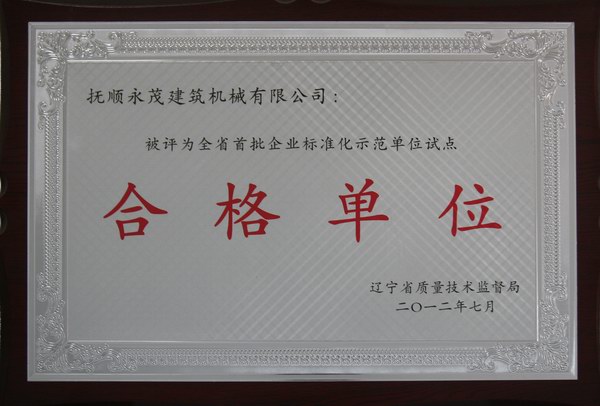 抚顺永茂建筑机械有限公司：
被评为全省首批企业标准化示范单位试点
合格单位
辽宁省质量技术监督局
二〇一二年七月